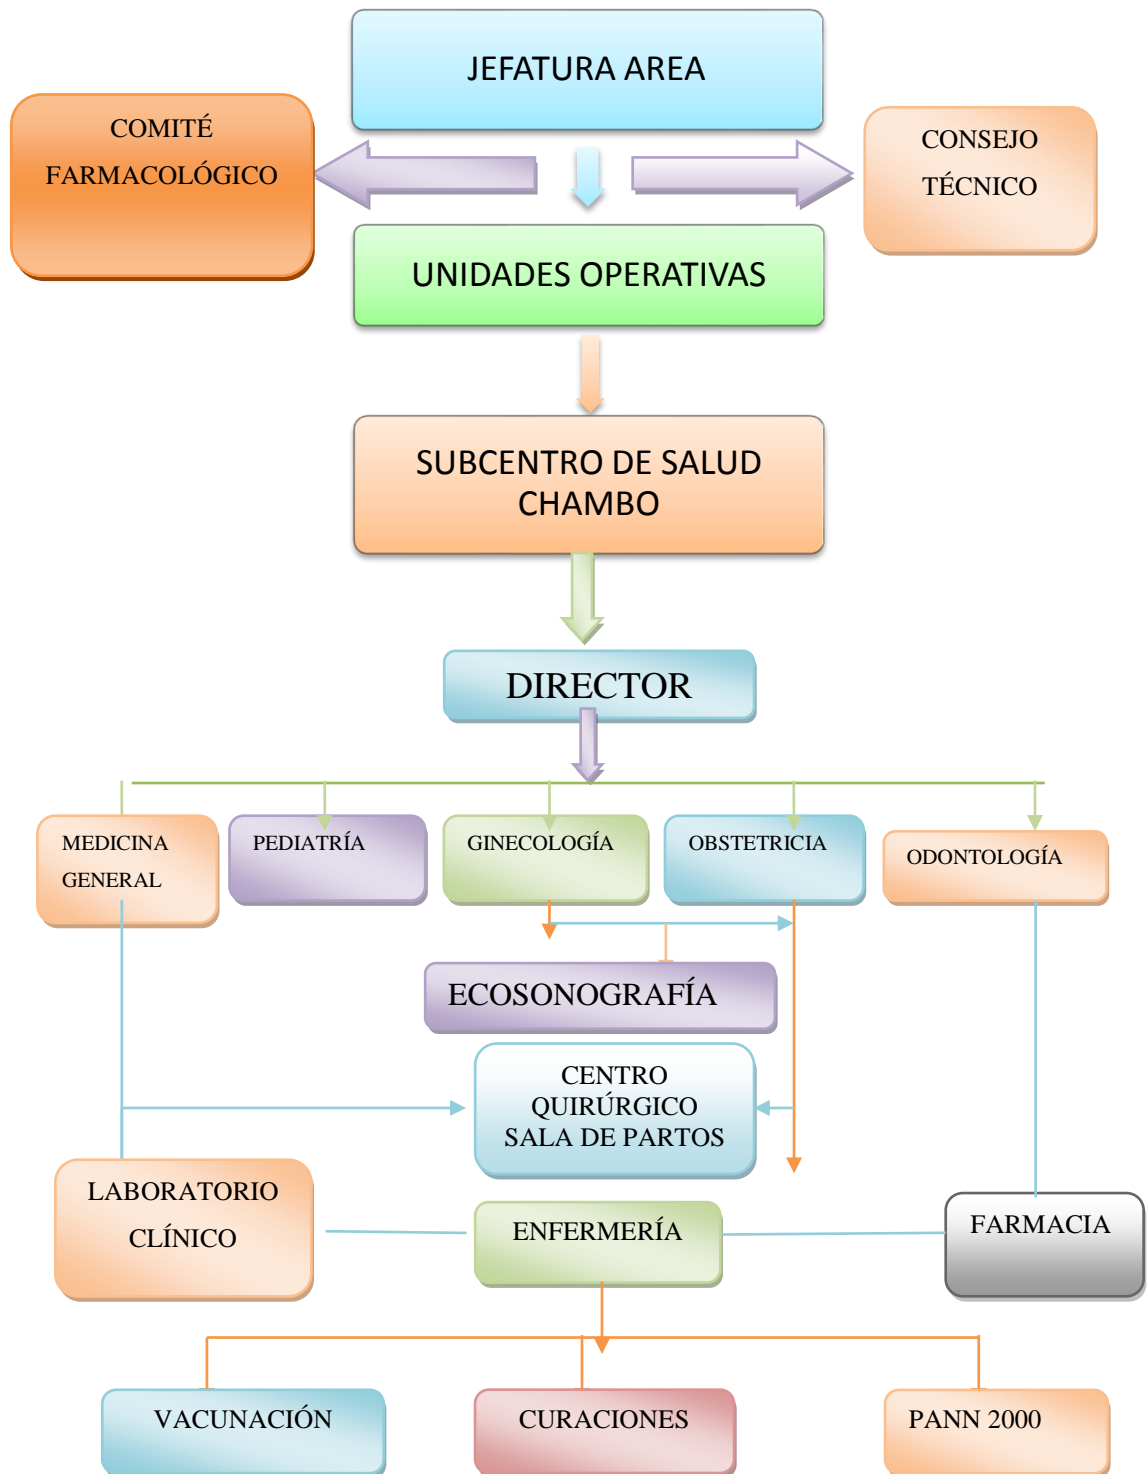 JEFATURA AREA
COMITÉ
FARMACOLÓGICO
CONSEJO
TÉCNICO
UNIDADES OPERATIVAS
SUBCENTRO DE SALUD
CHAMBO
DIRECTOR
MEDICINA
GENERAL
PEDIATRÍA
GINECOLOGÍA
OBSTETRICIA
ODONTOLOGÍA
ECOSONOGRAFÍA
CENTRO
QUIRÚRGICO
SALA DE PARTOS
LABORATORIO
CLÍNICO
ENFERMERÍA
FARMACIA
VACUNACIÓN
CURACIONES
PANN 2000